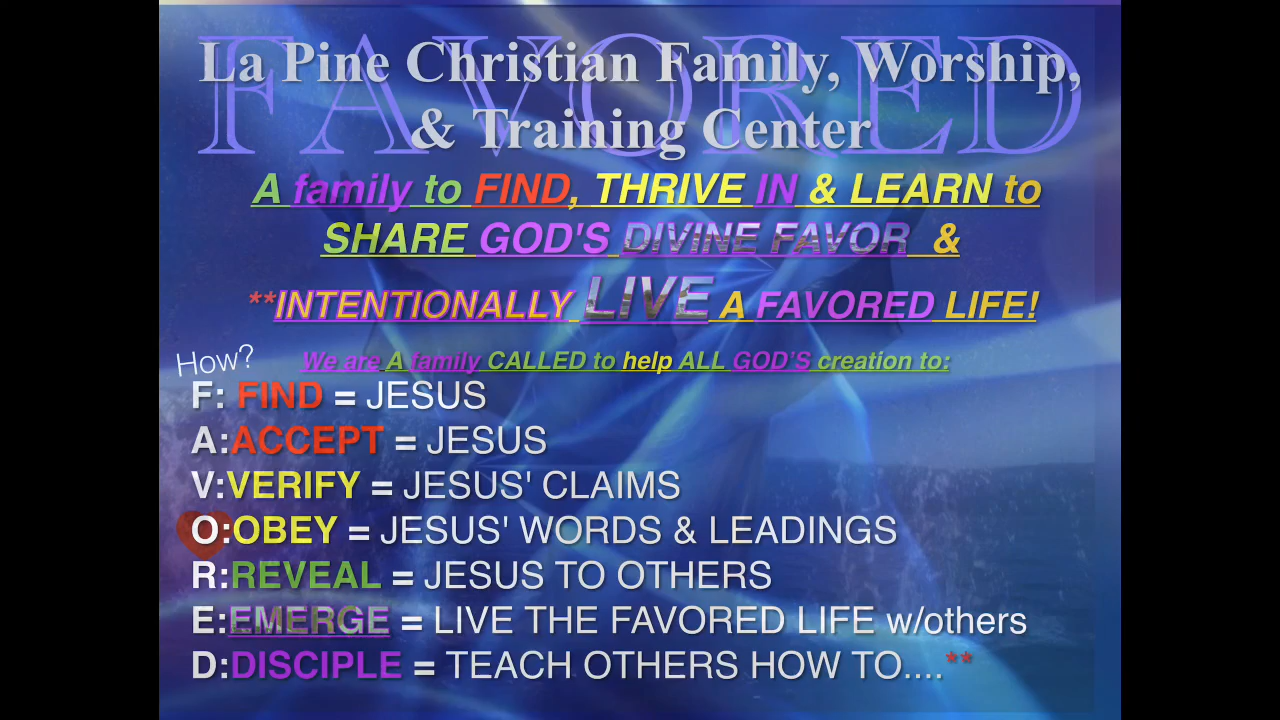 FAVORED
La Pine Christian Family, Worship,
& Training Center
A family to FIND, THRIVE IN & LEARN to
SHARE GOD'S DIVINE FAVOR &
**INTENTIONALLY LIVE A FAVORED LIFE!
How? We are A family CALLED to help ALL GOD'S creation to:
F: FIND = JESUS
A:ACCEPT = JESUS
V:VERIFY = JESUS' CLAIMS
O:OBEY = JESUS' WORDS & LEADINGS
R:REVEAL = JESUS TO OTHERS
E:EMERGE = LIVE THE FAVORED LIFE w/others
D:DISCIPLE = TEACH OTHERS HOW TO....**